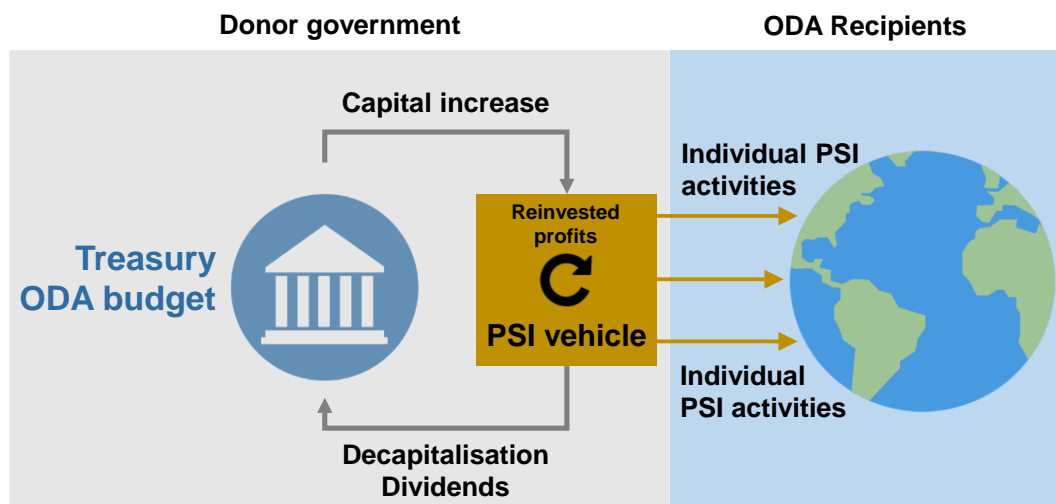 Donor government
ODA Recipients
Capital increase
Individual PSI
activities
Reinvested
profits
Treasury
ODA budget
PSI vehicle
Individual
PSI activities
Decapitalisation
Dividends